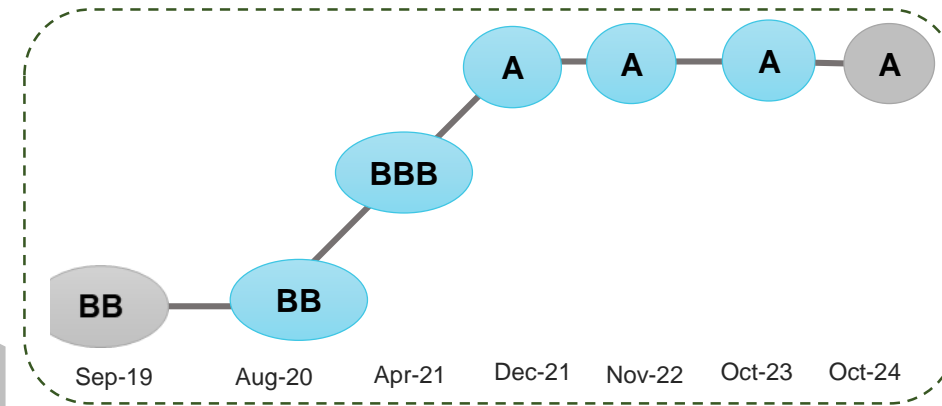 A A A A
BBB
BB BB
Sep-19 Aug-20 Apr-21 Dec-21 Nov-22 Oct-23 Oct-24